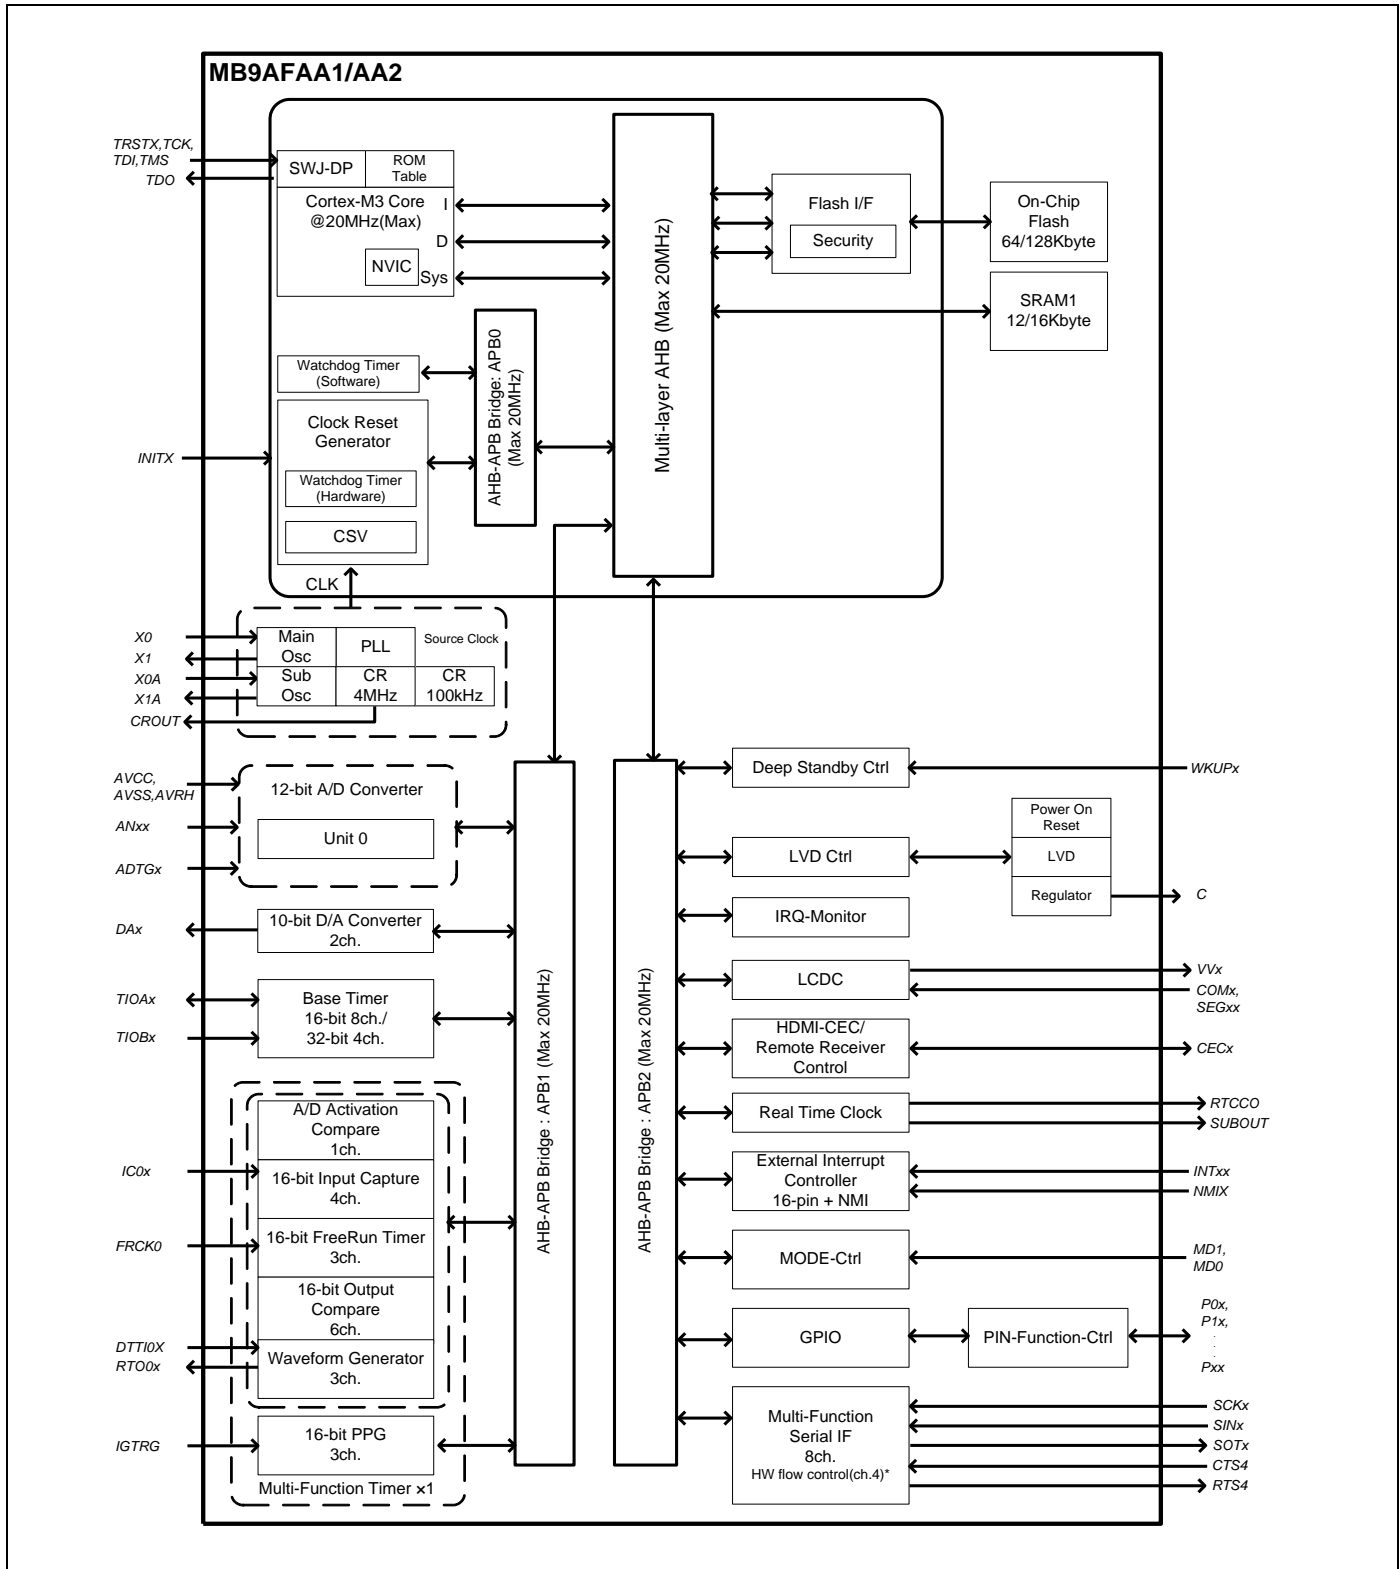 MB9AFAA1/AA2
TRSTX,TCK,
TDI,TMS
TDO
SWJ-DP
ROM
Table
Cortex-M3 Core
@20MHz(Max)
I
D
NVIC
Sys
Multi-layer AHB (Max 20MHz)
Flash I/F
Security
On-Chip
Flash
64/128Kbyte
SRAM1
12/16Kbyte
Watchdog Timer
(Software)
AHB-APB Bridge: APB0
(Max 20MHz)
Clock Reset
Generator
Watchdog Timer
(Hardware)
CSV
INITX
CLK
X0
X1
X0A
X1A
CROUT
Main
Osc
PLL
Source Clock
Sub
Osc
CR
4MHz
CR
100kHz
AVCC,
AVSS,AVRH
ANxx
ADTGx
12-bit A/D Converter
Unit 0
DAx
10-bit D/A Converter
2ch.
TIOAx
TIOBx
Base Timer
16-bit 8ch./
32-bit 4ch.
IC0x
FRCK0
DTTI0X
RTO0x
IGTRG
A/D Activation
Compare
1ch.
16-bit Input Capture
4ch.
16-bit FreeRun Timer
3ch.
16-bit Output
Compare
6ch.
Waveform Generator
3ch.
16-bit PPG
3ch.
Multi-Function Timer ×1
AHB-APB Bridge : APB1 (Max 20MHz)
AHB-APB Bridge : APB2 (Max 20MHz)
Deep Standby Ctrl
WKUPx
LVD Ctrl
Power On
Reset
LVD
Regulator
C
IRQ-Monitor
LCDC
VVx
COMx,
SEGxx
HDMI-CEC/
Remote Receiver
Control
CECx
Real Time Clock
RTCCO
SUBOUT
External Interrupt
Controller
16-pin + NMI
INTxx
NMIX
MODE-Ctrl
MD1,
MD0
GPIO
PIN-Function-Ctrl
P0x,
P1x,
.
.
Pxx
Multi-Function
Serial IF
8ch.
HW flow control(ch.4)*
SCKx
SINx
SOTx
CTS4
RTS4